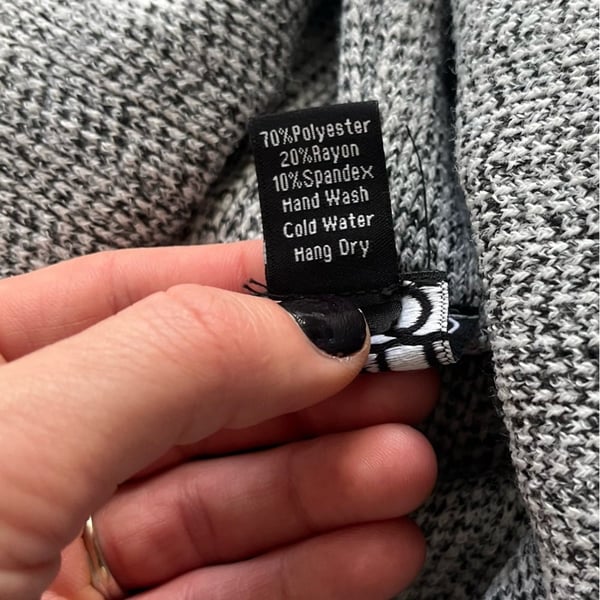 70%Polyester
20%Rayon
10%Spandex
Hand Wash
Cold Water
Hang Dry